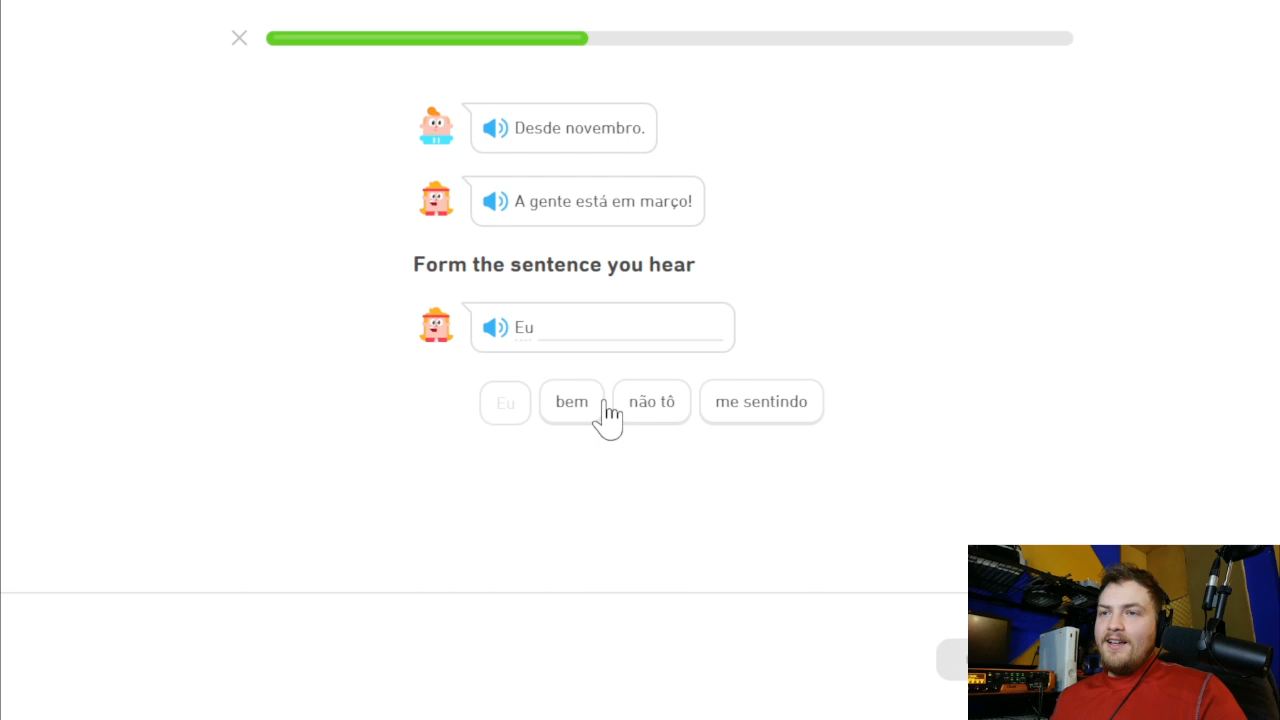 Desde novembro.
A gente está em março!
Form the sentence you hear
Eu
Eu bem não tô me sentindo